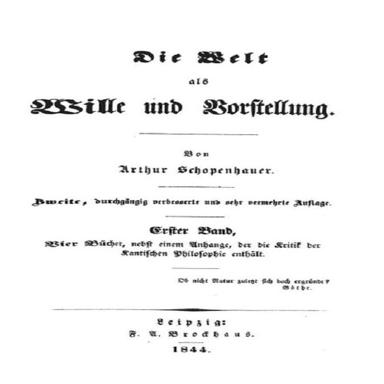 Die Welt
als
Wille und Vorstellung.
Von
Arthur Schopenhauer.
Zweite, durchgängig verbesserte und sehr vermehrte Auflage.
Erster Band,
Vier Bücher, nebst einem Anhange, der die Kritik der
Kantischen Philosophie enthält.
Ob nicht Natur zuletzt sich doch ergründe?
Göthe.
Leipzig:
F. A. Brockhaus.
1844.